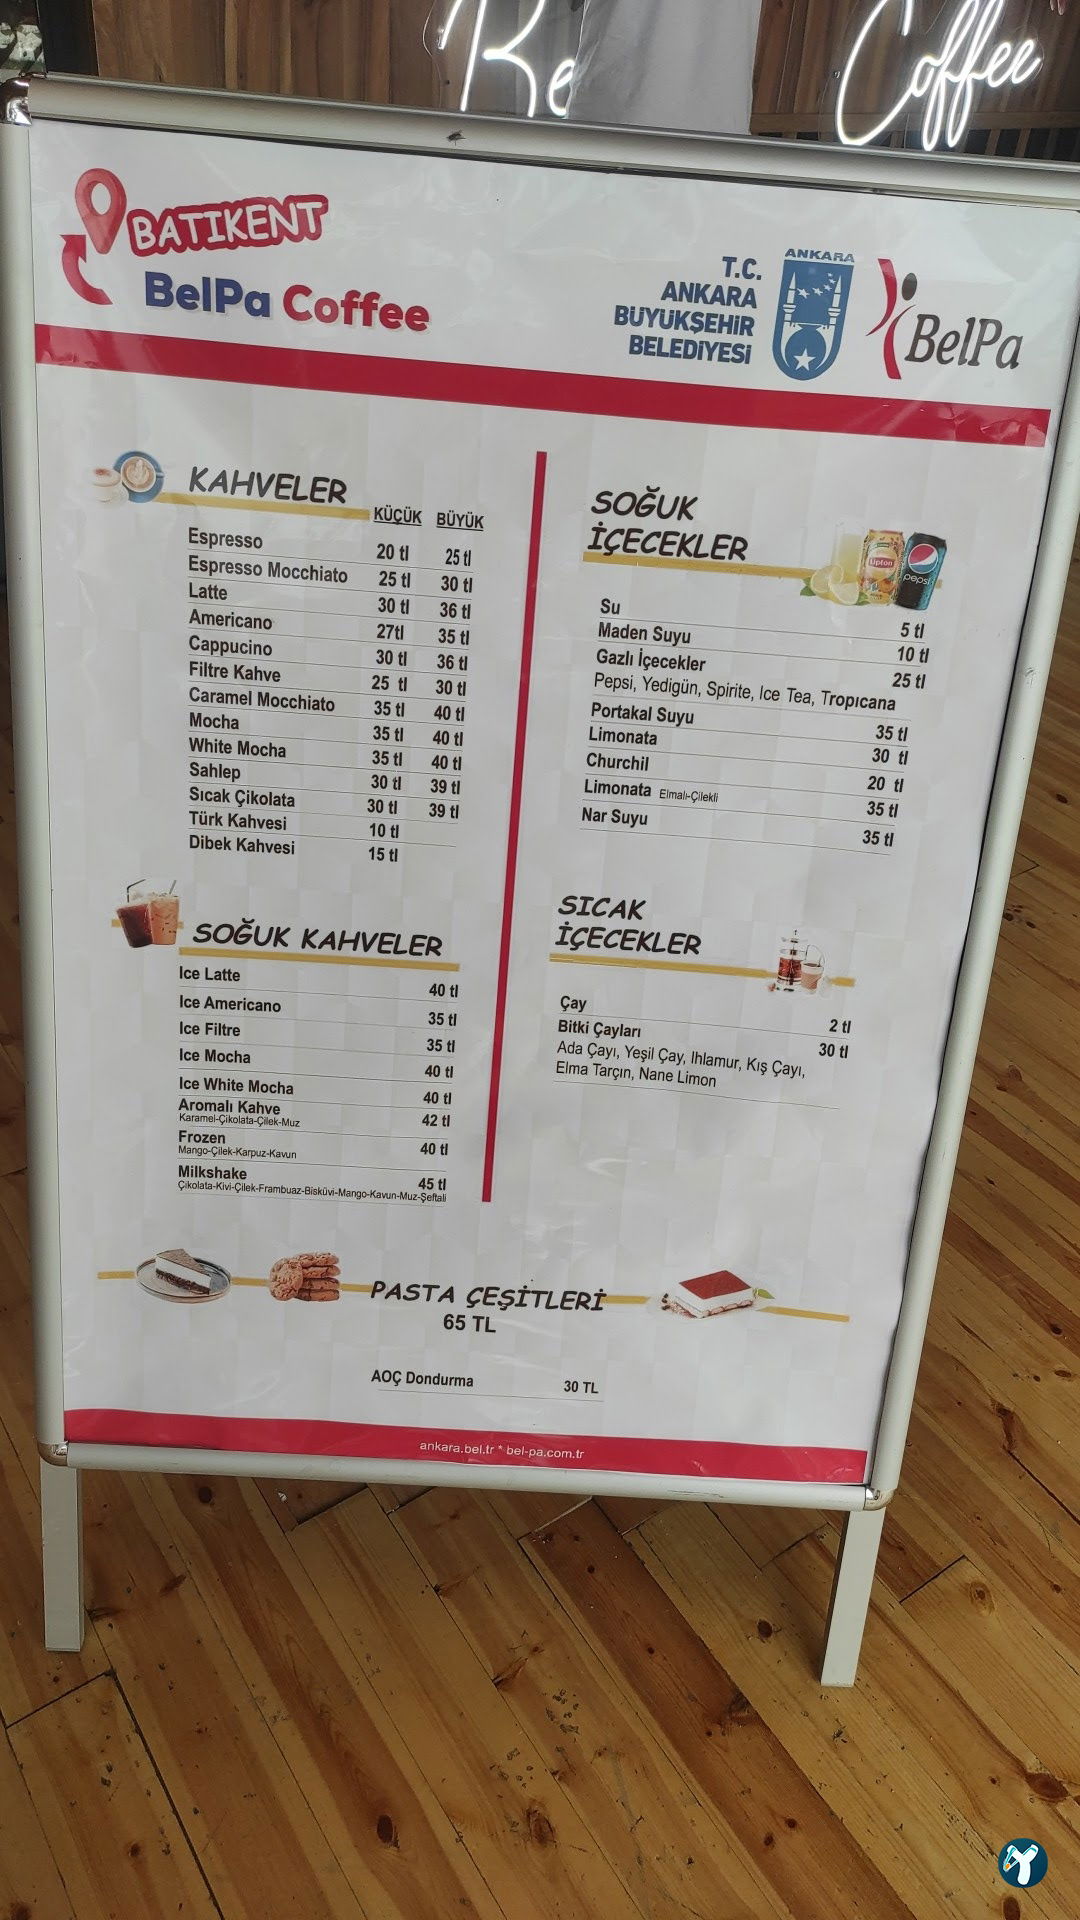 Be
Coffee
BATIKENT
BelPa Coffee
T.C.
ANKARA
BÜYÜKŞEHİR
BELEDİYESİ
ANKARA
BelPa
KAHVELER
KÜÇÜK BÜYÜK
Espresso 20 tl 25 tl
Espresso Mocchiato 25 tl 30 tl
Latte 30 tl 36 tl
Americano 27tl 35 tl
Cappucino 30 tl 36 tl
Filtre Kahve 25 tl 30 tl
Caramel Mocchiato 35 tl 40 tl
Mocha 35 tl 40 tl
White Mocha 35 tl 40 tl
Sahlep 30 tl 39 tl
Sıcak Çikolata 30 tl 39 tl
Türk Kahvesi 10 tl
Dibek Kahvesi 15 tl
SOĞUK KAHVELER
Ice Latte 40 tl
Ice Americano 35 tl
Ice Filtre 35 tl
Ice Mocha 40 tl
Ice White Mocha 40 tl
Aromalı Kahve 42 tl
Karamel-Çikolata-Çilek-Muz
Frozen 40 tl
Mango-Çilek-Karpuz-Kavun
Milkshake 45 tl
Çikolata-Kivi-Çilek-Frambuaz-Bisküvi-Mango-Kavun-Muz-Şeftali
SOĞUK
İÇECEKLER
Lipton
pepsi
Su 5 tl
Maden Suyu 10 tl
Gazlı İçecekler 25 tl
Pepsi, Yedigün, Spirite, Ice Tea, Tropıcana
Portakal Suyu 35 tl
Limonata 30 tl
Churchil 20 tl
Limonata Elmalı-Çilekli 35 tl
Nar Suyu 35 tl
SICAK
İÇECEKLER
Çay 2 tl
Bitki Çayları 30 tl
Ada Çayı, Yeşil Çay, Ihlamur, Kış Çayı,
Elma Tarçın, Nane Limon
PASTA ÇEŞİTLERİ
65 TL
AOÇ Dondurma 30 TL
ankara.bel.tr * bel-pa.com.tr